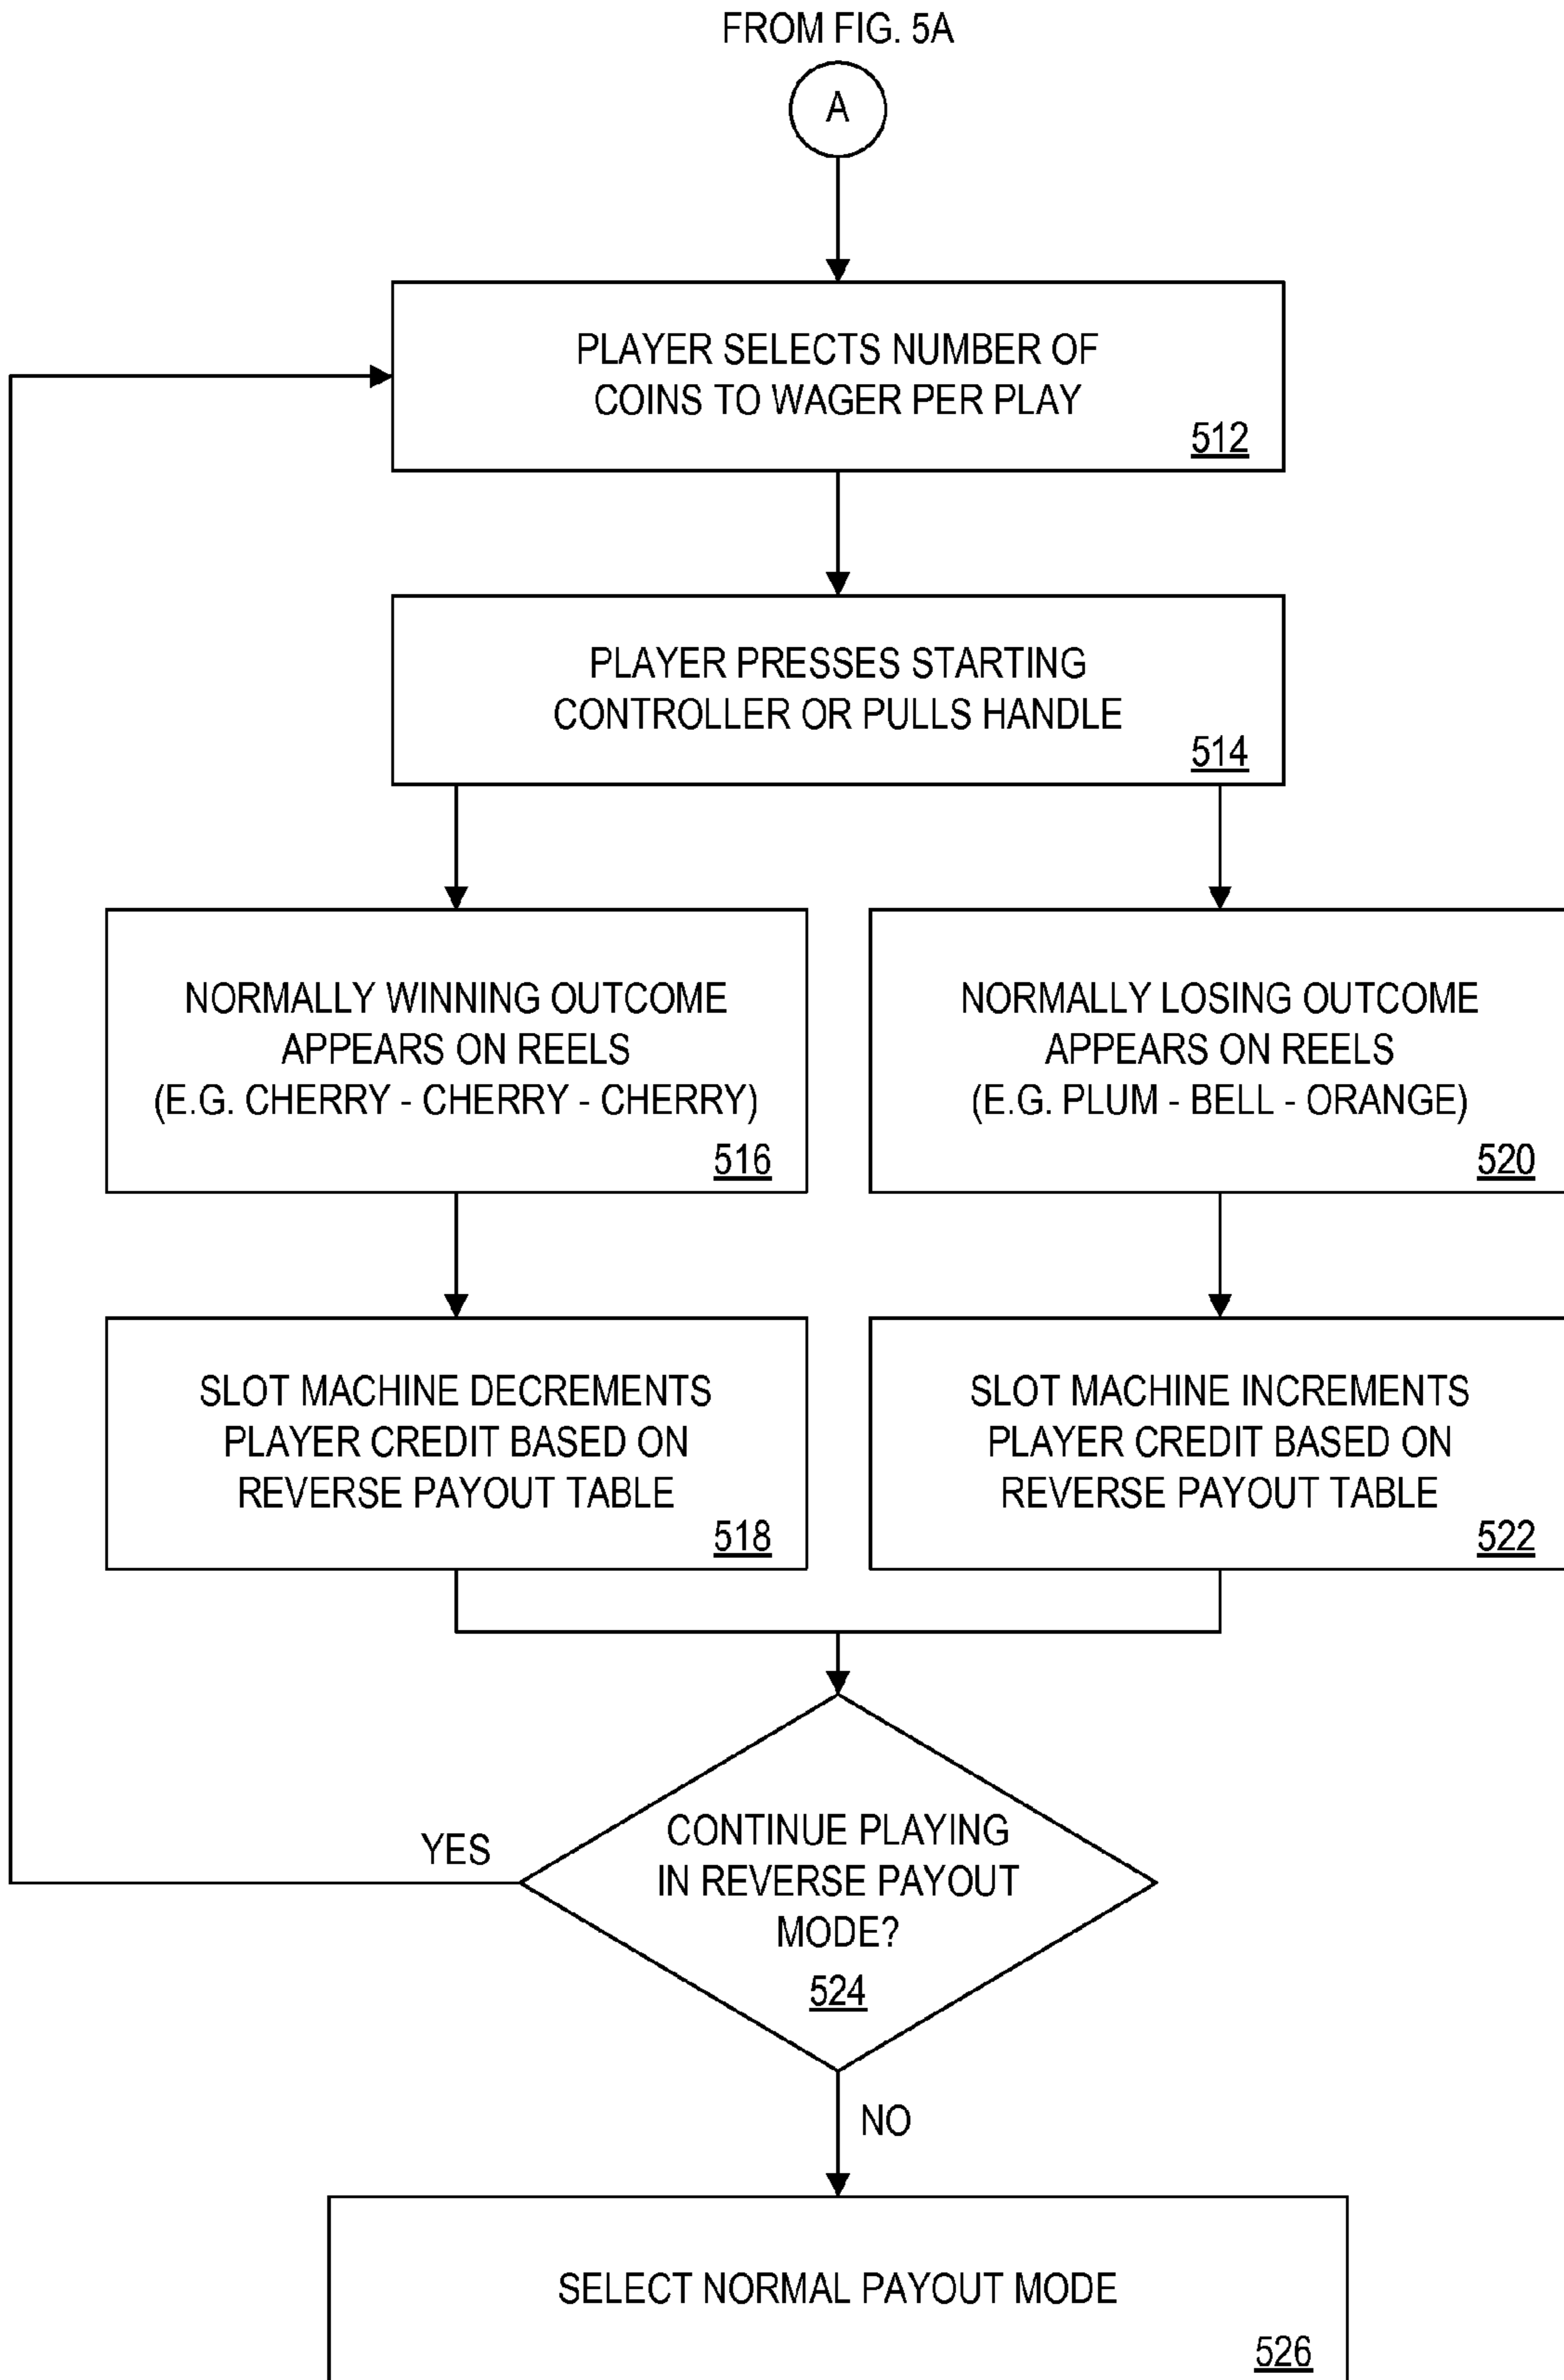 FROM FIG. 5A
A
PLAYER SELECTS NUMBER OF
COINS TO WAGER PER PLAY
512
PLAYER PRESSES STARTING
CONTROLLER OR PULLS HANDLE
514
NORMALLY WINNING OUTCOME
APPEARS ON REELS
(E.G. CHERRY - CHERRY - CHERRY)
516
NORMALLY LOSING OUTCOME
APPEARS ON REELS
(E.G. PLUM - BELL - ORANGE)
520
SLOT MACHINE DECREMENTS
PLAYER CREDIT BASED ON
REVERSE PAYOUT TABLE
518
SLOT MACHINE INCREMENTS
PLAYER CREDIT BASED ON
REVERSE PAYOUT TABLE
522
CONTINUE PLAYING
IN REVERSE PAYOUT
MODE?
524
YES
NO
SELECT NORMAL PAYOUT MODE
526